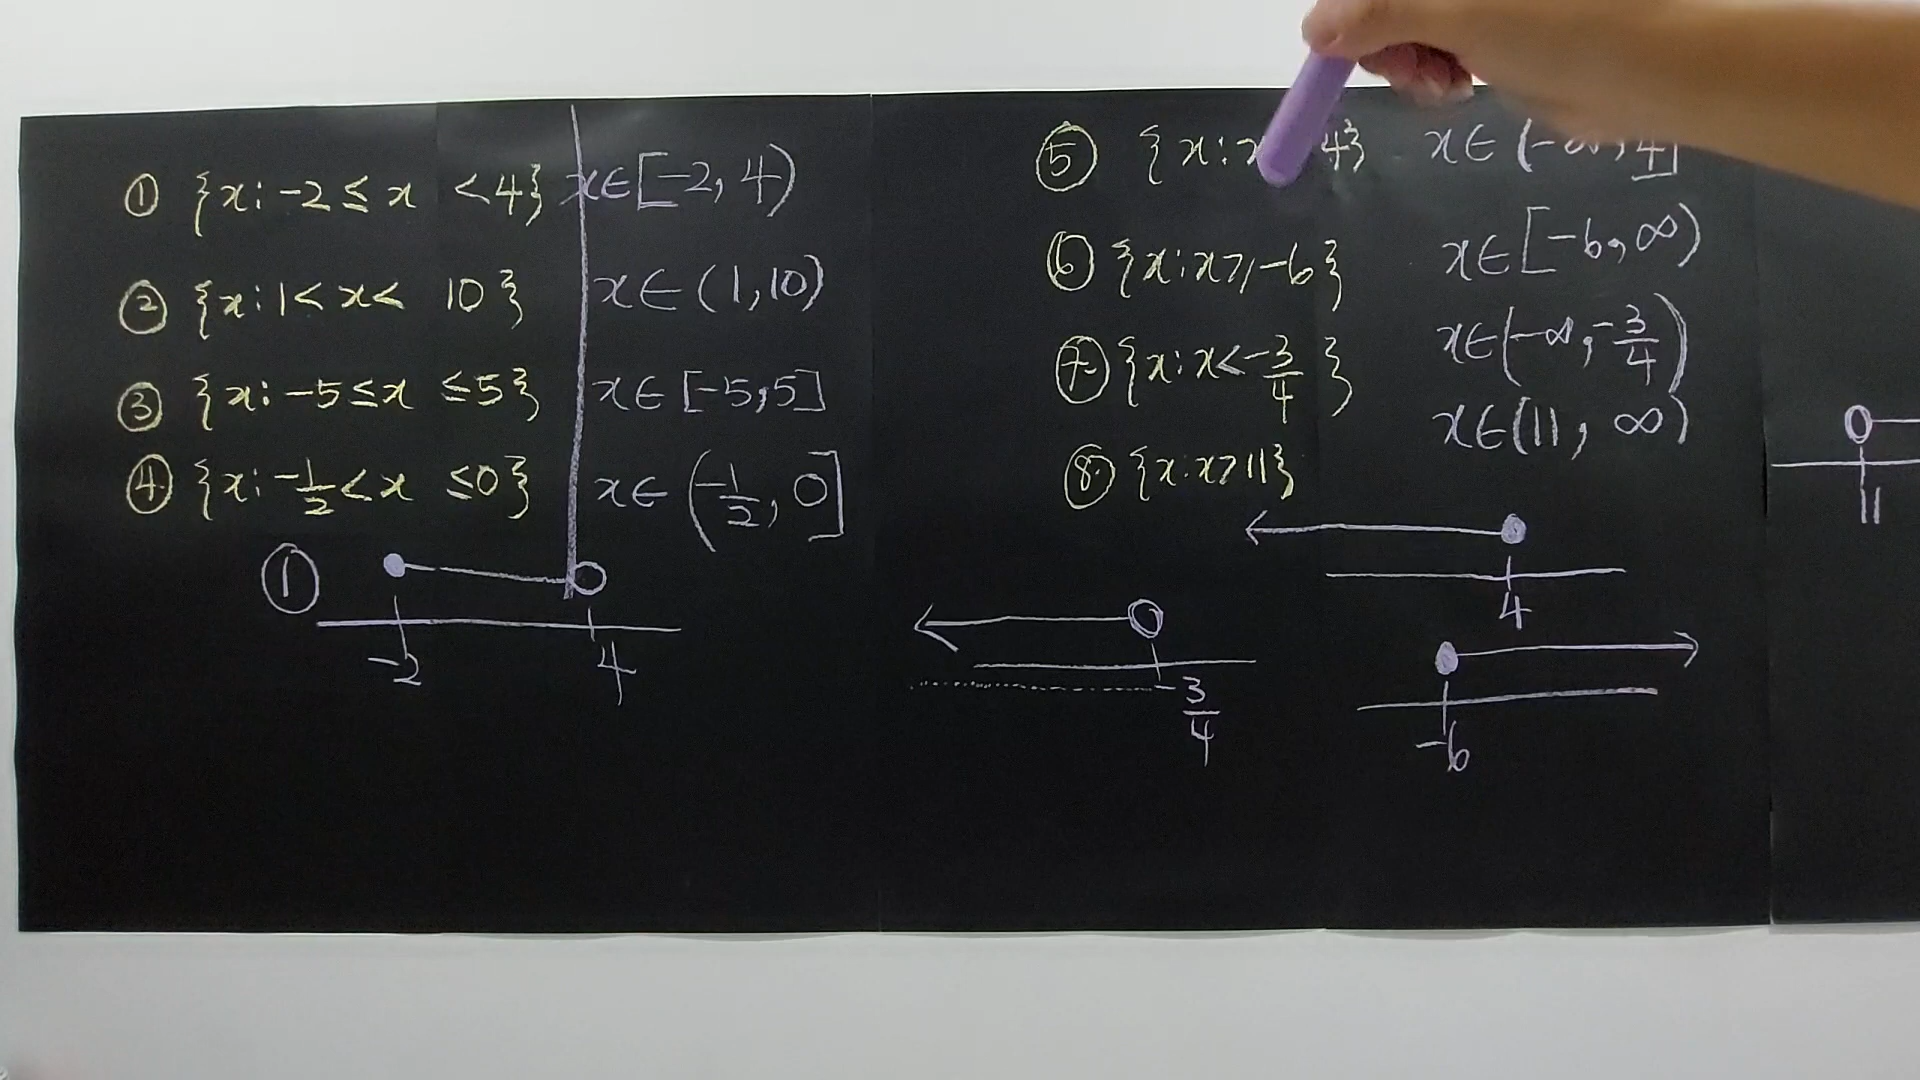 ① {x: -2 ≤ x < 4} x∈[-2, 4)
② {x: 1 < x < 10} x∈(1, 10)
③ {x: -5 ≤ x ≤ 5} x∈[-5, 5]
④ {x: -1/2 < x ≤ 0} x∈(-1/2, 0]
①
-2 4
⑤ {x: 4} x∈(-∞, 4]
⑥ {x: x ≥ -6} x∈[-6, ∞)
⑦ {x: x < -3/4} x∈(-∞, -3/4)
⑧ {x: x > 11} x∈(11, ∞)
4
-3/4
-6
11